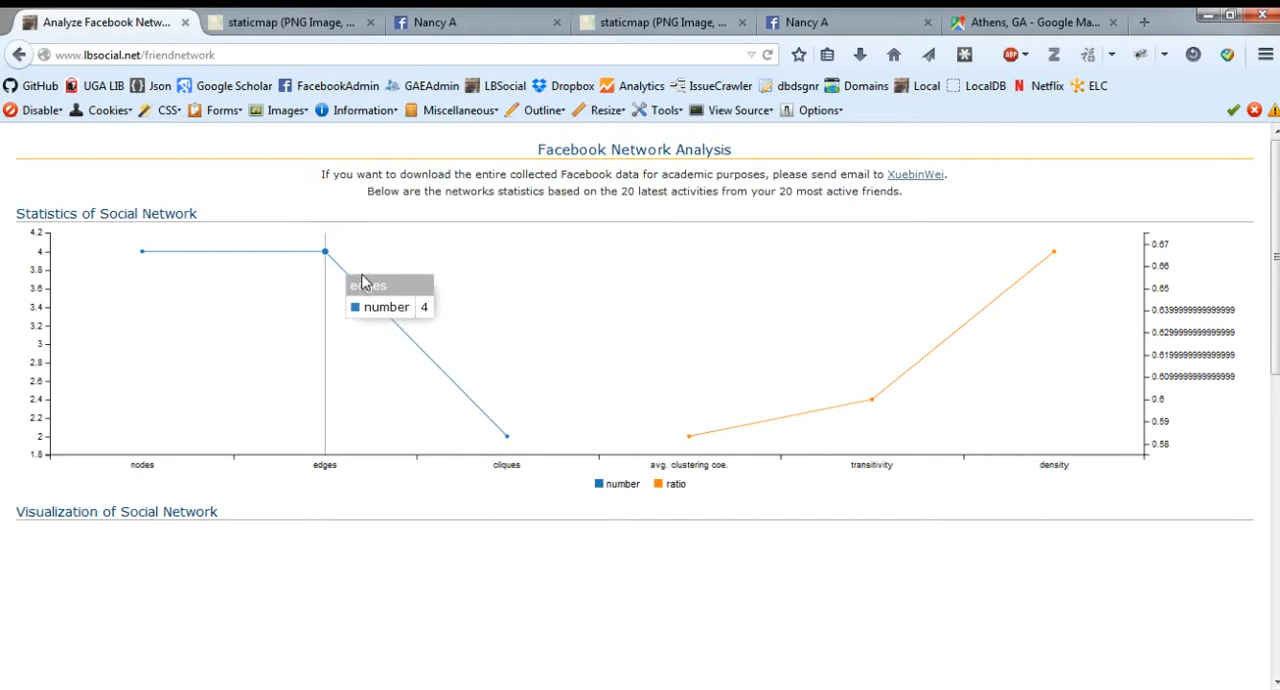 Analyze Facebook Netw... × staticmap (PNG Image, ... × Nancy A × staticmap (PNG Image, ... × Nancy A × Athens, GA - Google Ma... ×
www.lbsocial.net/friendnetwork
GitHub UGA LIB Json Google Scholar FacebookAdmin GAEAdmin LBSocial Dropbox Analytics IssueCrawler dbdsgnr Domains Local LocalDB Netflix ELC
Disable Cookies CSS Forms Images Information Miscellaneous Outline Resize Tools View Source Options
Facebook Network Analysis
If you want to download the entire collected Facebook data for academic purposes, please send email to XuebinWei.
Below are the networks statistics based on the 20 latest activities from your 20 most active friends.
Statistics of Social Network
4.2
4
3.8
3.6
3.4
3.2
3
2.8
2.6
2.4
2.2
2
1.8
edges
number 4
0.67
0.66
0.65
0.6399999999999999
0.6299999999999999
0.6199999999999999
0.6099999999999999
0.6
0.59
0.58
nodes edges cliques avg. clustering coe. transitivity density
number ratio
Visualization of Social Network